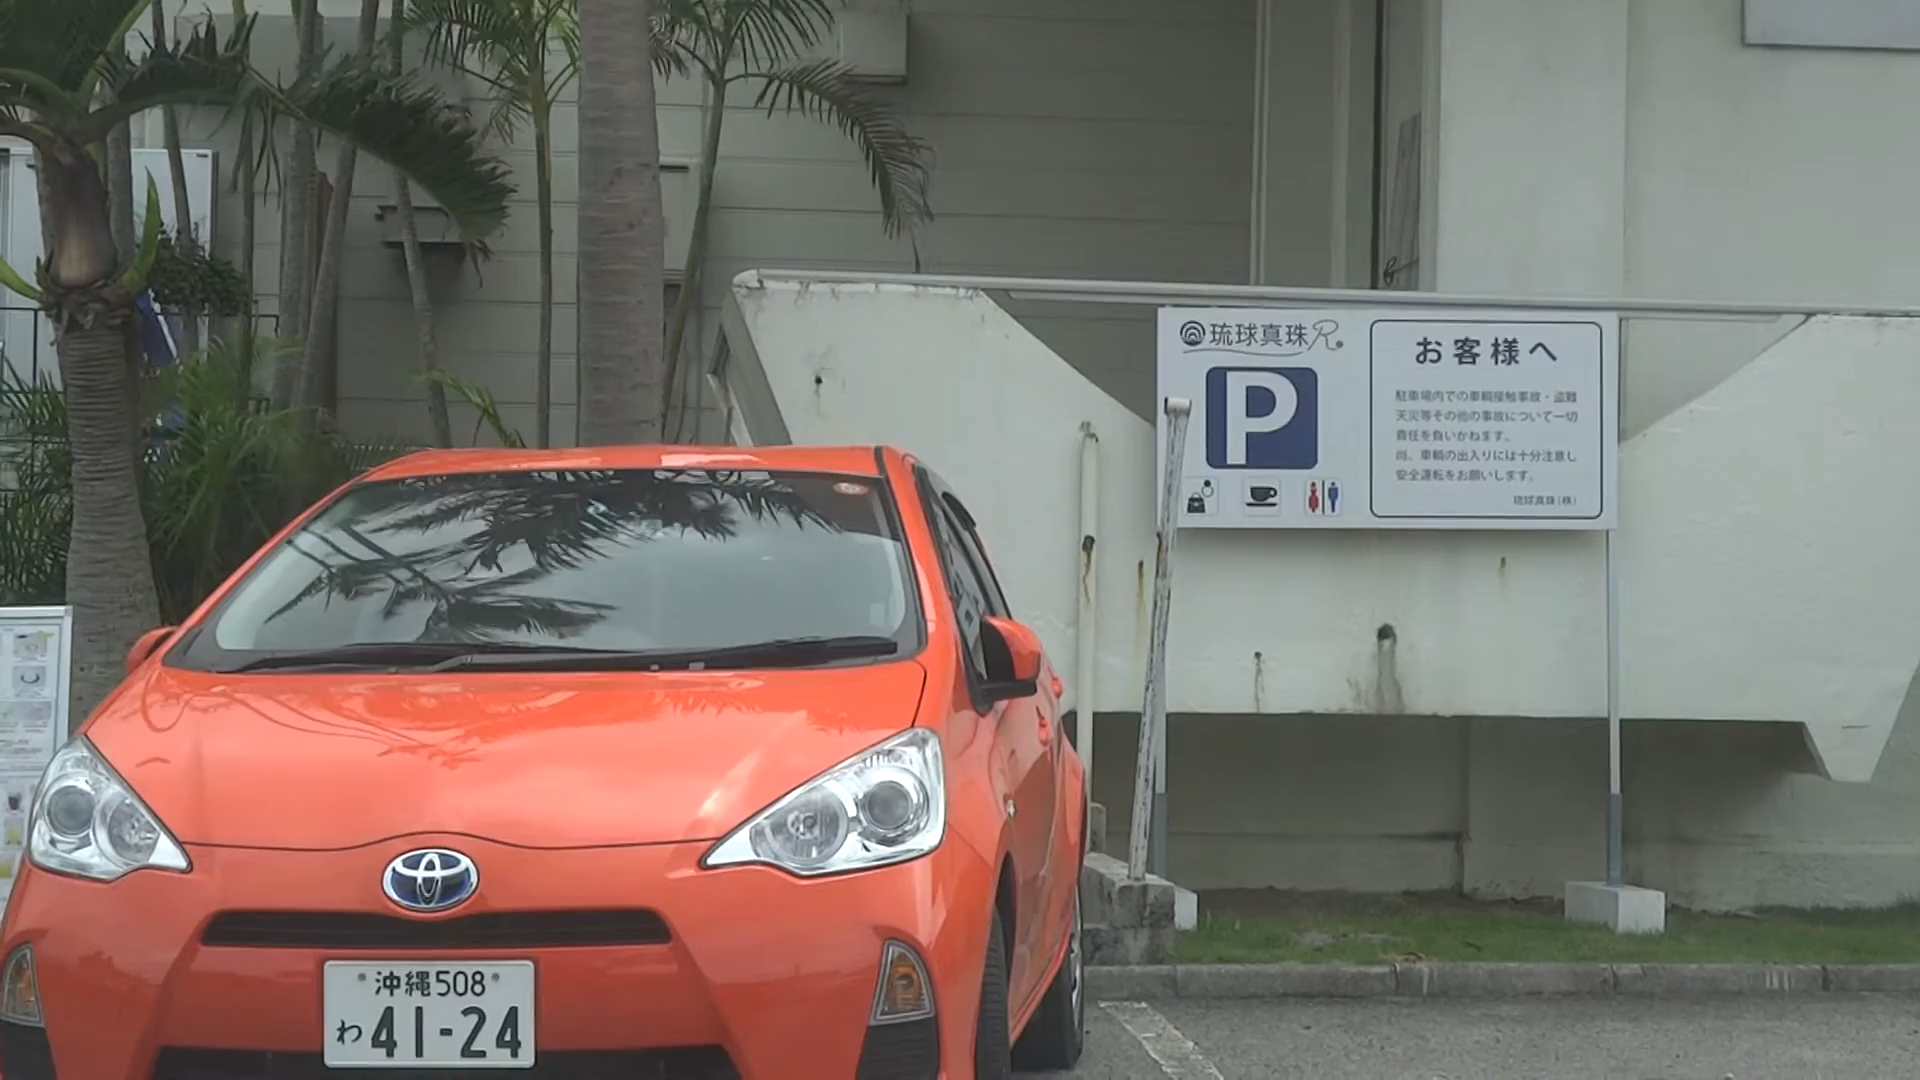 琉球真珠R
P
お客様へ
駐車場内での車輌接触事故・盗難
天災等その他の事故について一切
責任を負いかねます。
尚、車輌の出入りには十分注意し
安全運転をお願いします。
琉球真珠(株)
沖縄508
わ 41-24